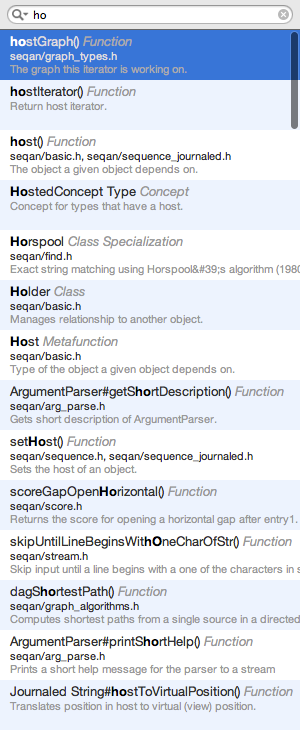 ho
hostGraph() Function
seqan/graph_types.h
The graph this iterator is working on.
hostIterator() Function
Return host iterator.
host() Function
seqan/basic.h, seqan/sequence_journaled.h
The object a given object depends on.
HostedConcept Type Concept
Concept for types that have a host.
Horspool Class Specialization
seqan/find.h
Exact string matching using Horspool&#39;s algorithm (1980
Holder Class
seqan/basic.h
Manages relationship to another object.
Host Metafunction
seqan/basic.h
Type of the object a given object depends on.
ArgumentParser#getShortDescription() Function
seqan/arg_parse.h
Gets short description of ArgumentParser.
setHost() Function
seqan/sequence.h, seqan/sequence_journaled.h
Sets the host of an object.
scoreGapOpenHorizontal() Function
seqan/score.h
Returns the score for opening a horizontal gap after entry1.
skipUntilLineBeginsWithOneCharOfStr() Function
seqan/stream.h
Skip input until a line begins with a one of the characters in s
dagShortestPath() Function
seqan/graph_algorithms.h
Computes shortest paths from a single source in a directed
ArgumentParser#printShortHelp() Function
seqan/arg_parse.h
Prints a short help message for the parser to a stream
Journaled String#hostToVirtualPosition() Function
Translates position in host to virtual (view) position.